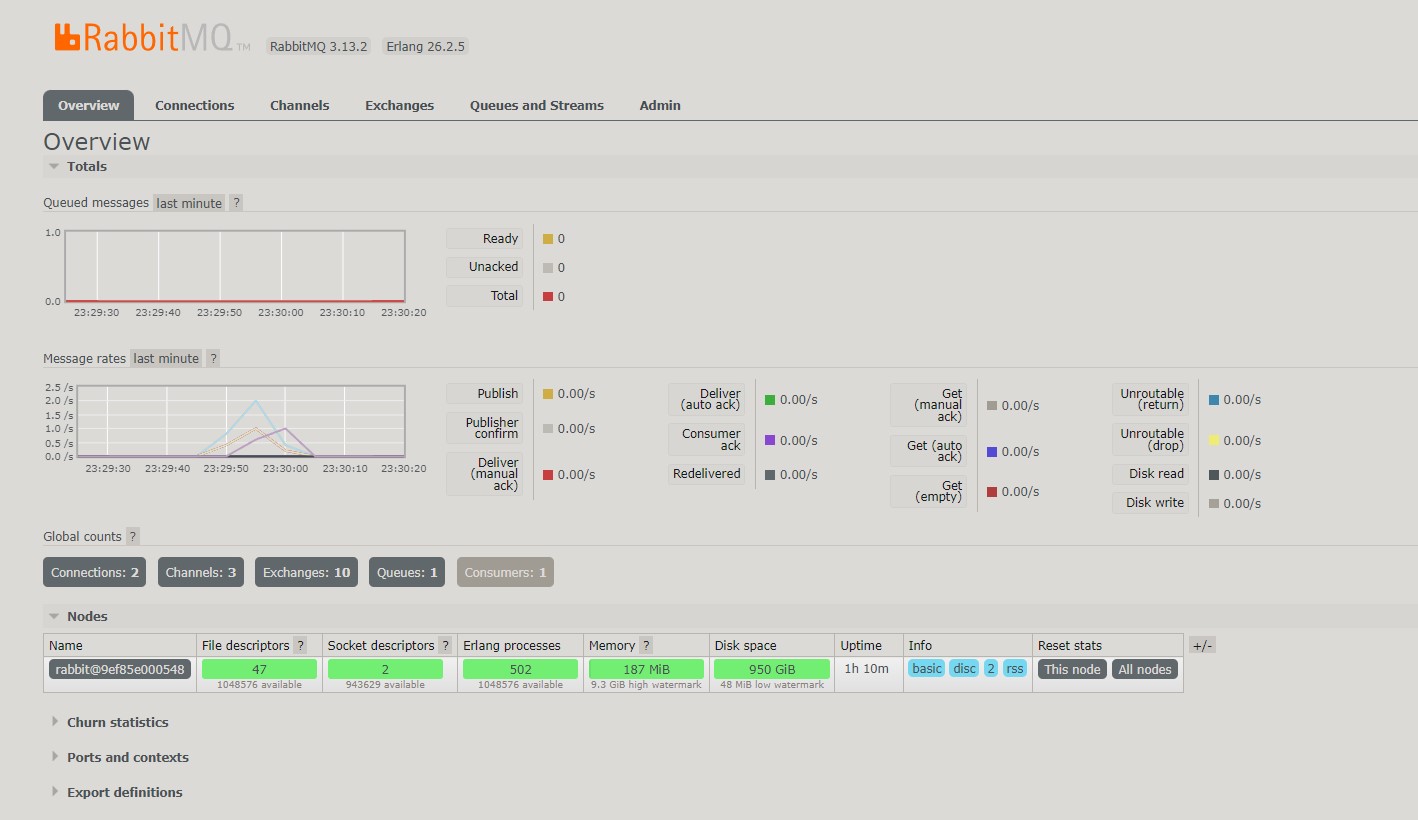 RabbitMQ TM RabbitMQ 3.13.2 Erlang 26.2.5
Overview Connections Channels Exchanges Queues and Streams Admin
Overview
Totals
Queued messages last minute ?
1.0
0.0
23:29:30 23:29:40 23:29:50 23:30:00 23:30:10 23:30:20
Ready 0
Unacked 0
Total 0
Message rates last minute ?
2.5 /s
2.0 /s
1.5 /s
1.0 /s
0.5 /s
0.0 /s
23:29:30 23:29:40 23:29:50 23:30:00 23:30:10 23:30:20
Publish 0.00/s
Publisher
confirm 0.00/s
Deliver
(manual
ack) 0.00/s
Deliver
(auto ack) 0.00/s
Consumer
ack 0.00/s
Redelivered 0.00/s
Get
(manual
ack) 0.00/s
Get (auto
ack) 0.00/s
Get
(empty) 0.00/s
Unroutable
(return) 0.00/s
Unroutable
(drop) 0.00/s
Disk read 0.00/s
Disk write 0.00/s
Global counts ?
Connections: 2 Channels: 3 Exchanges: 10 Queues: 1 Consumers: 1
Nodes
Name File descriptors ? Socket descriptors ? Erlang processes Memory ? Disk space Uptime Info Reset stats +/-
rabbit@9ef85e000548 47 2 502 187 MiB 950 GiB 1h 10m basic disc 2 rss This node All nodes
1048576 available 943629 available 1048576 available 9.3 GiB high watermark 48 MiB low watermark
Churn statistics
Ports and contexts
Export definitions